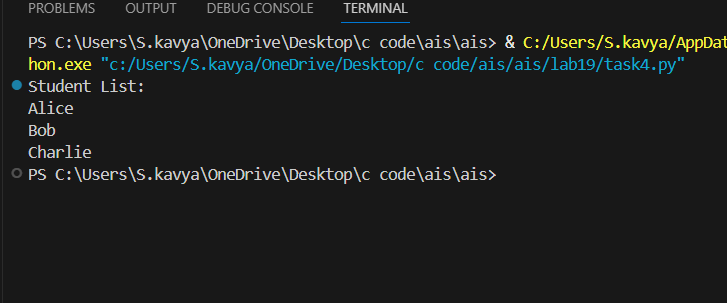 PROBLEMS OUTPUT DEBUG CONSOLE TERMINAL
PS C:\Users\S.kavya\OneDrive\Desktop\c code\ais\ais> & C:/Users/S.kavya/AppDat
hon.exe "c:/Users/S.kavya/OneDrive/Desktop/c code/ais/ais/lab19/task4.py"
Student List:
Alice
Bob
Charlie
PS C:\Users\S.kavya\OneDrive\Desktop\c code\ais\ais>